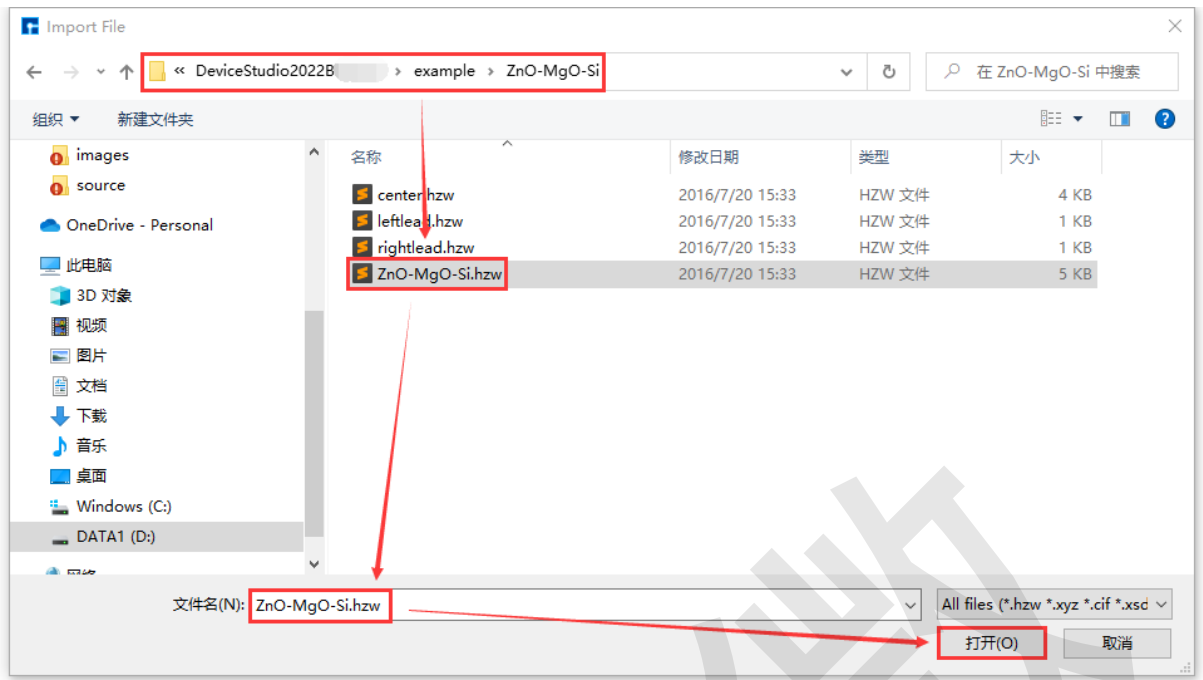 Import File
« DeviceStudio2022B › example › ZnO-MgO-Si
在 ZnO-MgO-Si 中搜索
组织 新建文件夹
images
source
OneDrive - Personal
此电脑
3D 对象
视频
图片
文档
下载
音乐
桌面
Windows (C:)
DATA1 (D:)
名称 修改日期 类型 大小
center.hzw 2016/7/20 15:33 HZW 文件 4 KB
leftlead.hzw 2016/7/20 15:33 HZW 文件 1 KB
rightlead.hzw 2016/7/20 15:33 HZW 文件 1 KB
ZnO-MgO-Si.hzw 2016/7/20 15:33 HZW 文件 5 KB
文件名(N): ZnO-MgO-Si.hzw
All files (*.hzw *.xyz *.cif *.xsd
打开(O) 取消